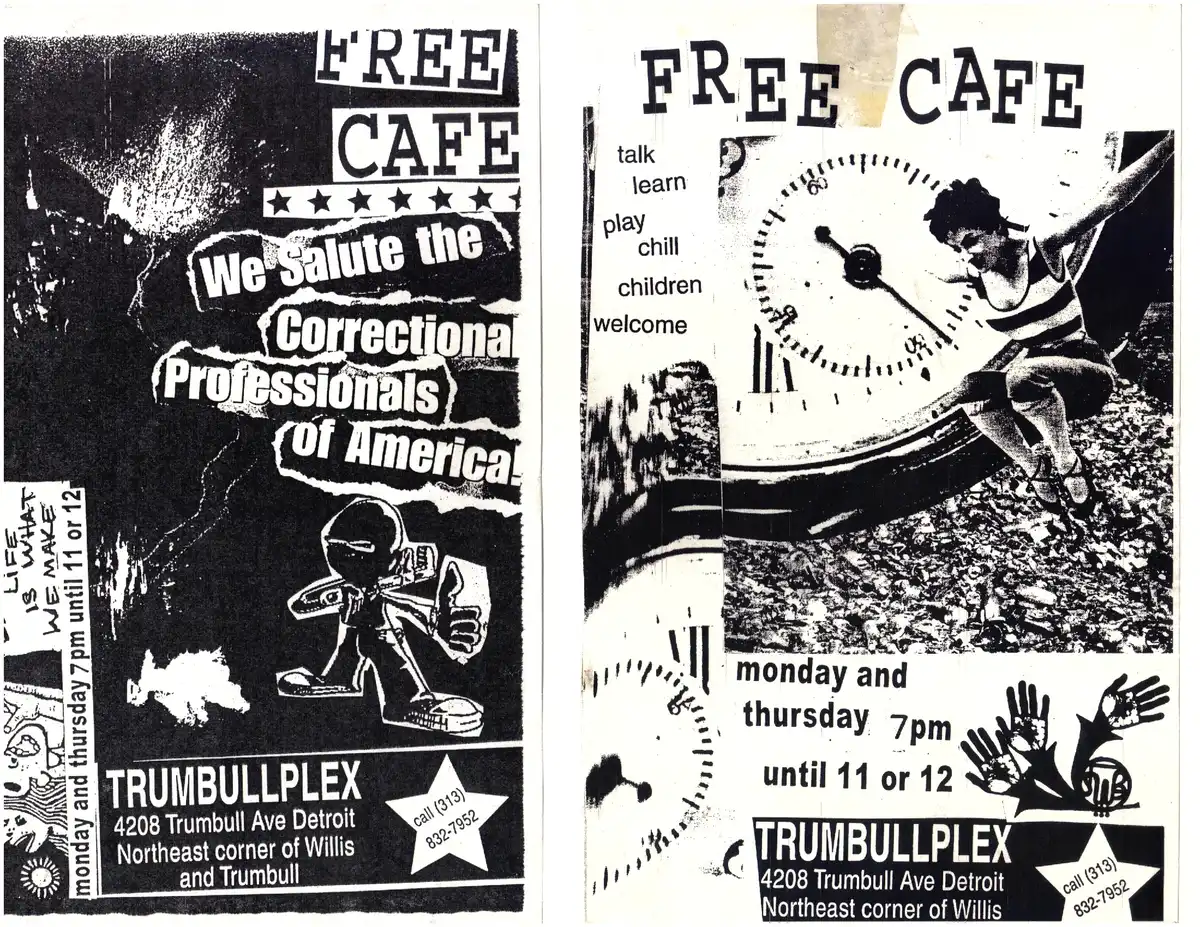 FREE
CAFE
We Salute the
Correctional
Professionals
of America.
LIFE
IS WHAT
WE MAKE
monday and thursday 7pm until 11 or 12
TRUMBULLPLEX
4208 Trumbull Ave Detroit
Northeast corner of Willis
and Trumbull
call (313)
832-7952
FREE CAFE
talk
learn
play
chill
children
welcome
60
30
monday and
thursday 7pm
until 11 or 12
TRUMBULLPLEX
4208 Trumbull Ave Detroit
Northeast corner of Willis
call (313)
832-7952